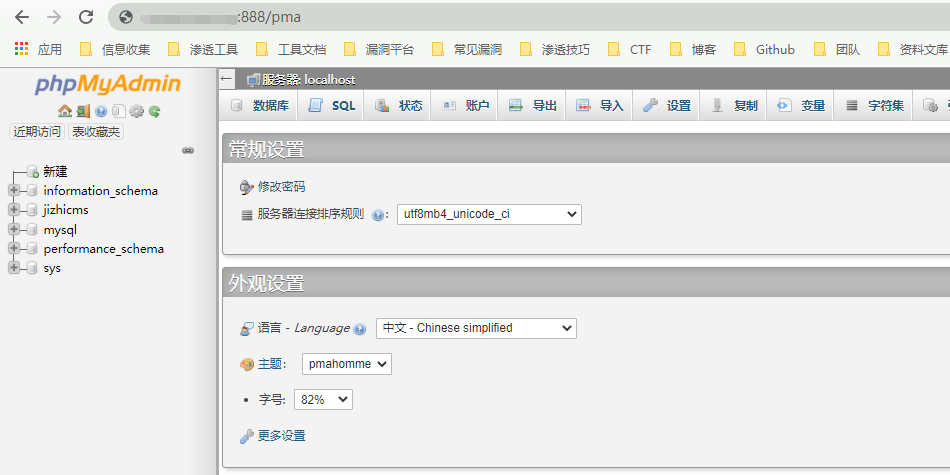 :888/pma
应用 信息收集 渗透工具 工具文档 漏洞平台 常见漏洞 渗透技巧 CTF 博客 Github 团队 资料文库
phpMyAdmin
近期访问 表收藏夹
新建
information_schema
jizhicms
mysql
performance_schema
sys
服务器: localhost
数据库 SQL 状态 账户 导出 导入 设置 复制 变量 字符集
常规设置
修改密码
服务器连接排序规则 : utf8mb4_unicode_ci
外观设置
语言 - Language 中文 - Chinese simplified
主题: pmahomme
字号: 82%
更多设置